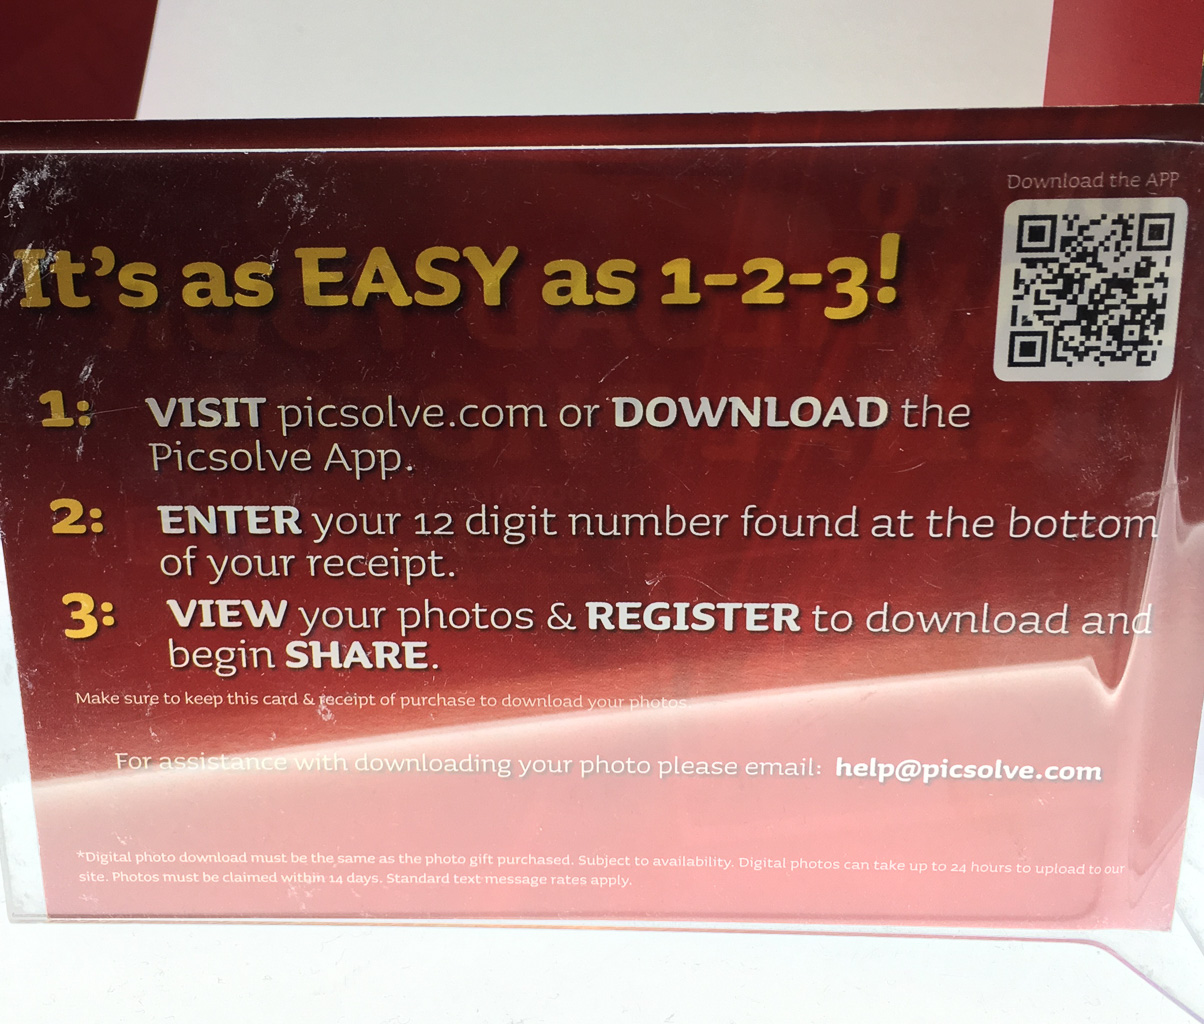 Download the APP
It's as EASY as 1-2-3!
1: VISIT picsolve.com or DOWNLOAD the
Picsolve App.
2: ENTER your 12 digit number found at the bottom
of your receipt.
3: VIEW your photos & REGISTER to download and
begin SHARE.
Make sure to keep this card & receipt of purchase to download your photos
For assistance with downloading your photo please email: help@picsolve.com
*Digital photo download must be the same as the photo gift purchased. Subject to availability. Digital photos can take up to 24 hours to upload to our
site. Photos must be claimed within 14 days. Standard text message rates apply.